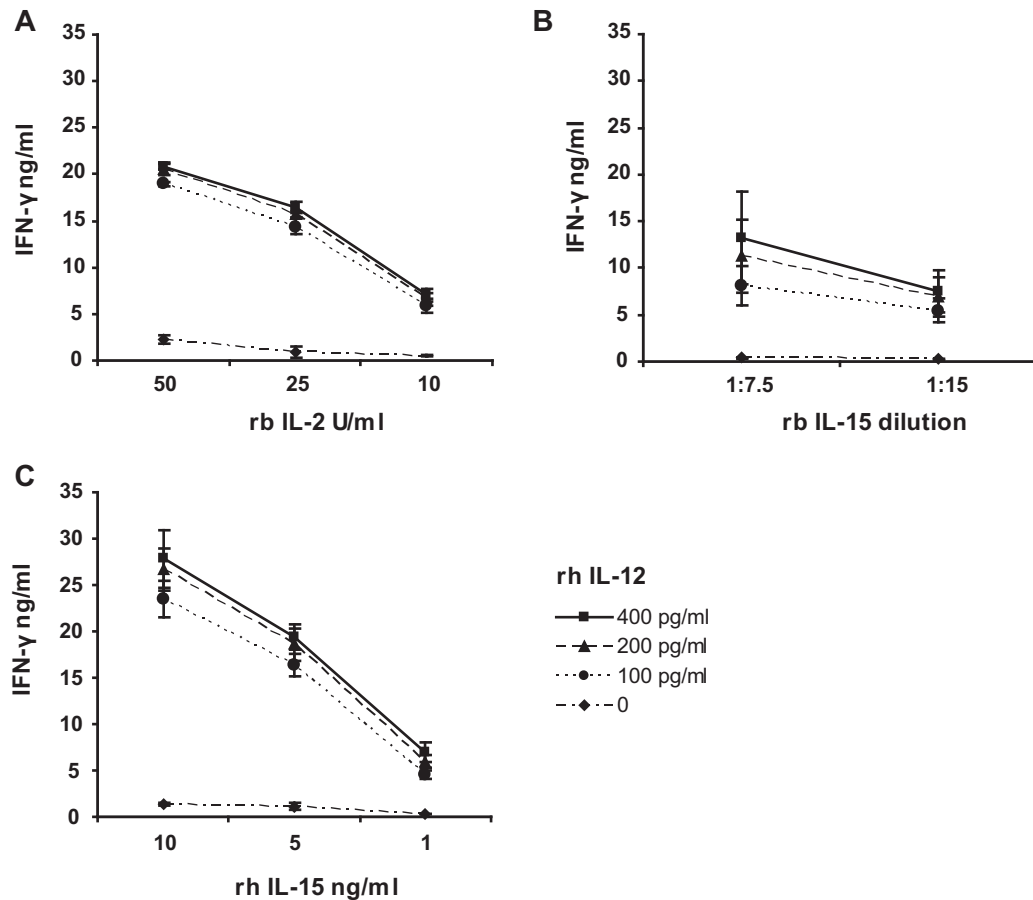 A
35
30
25
20
15
10
5
0
IFN-γ ng/ml
50 25 10
rb IL-2 U/ml
B
35
30
25
20
15
10
5
0
IFN-γ ng/ml
1:7.5 1:15
rb IL-15 dilution
C
35
30
25
20
15
10
5
0
IFN-γ ng/ml
10 5 1
rh IL-15 ng/ml
rh IL-12
400 pg/ml
200 pg/ml
100 pg/ml
0